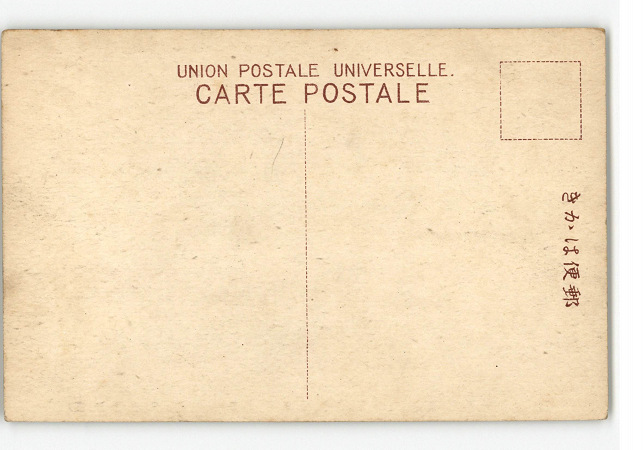 UNION POSTALE UNIVERSELLE.
CARTE POSTALE
郵便はかき